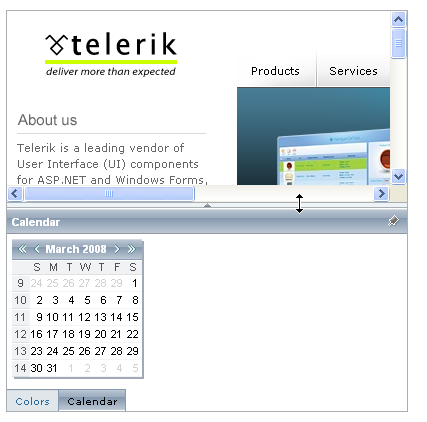 telerik
deliver more than expected
Products Services
About us
Telerik is a leading vendor of
User Interface (UI) components
for ASP.NET and Windows Forms,
Calendar
« < March 2008 > »
S M T W T F S
9 24 25 26 27 28 29 1
10 2 3 4 5 6 7 8
11 9 10 11 12 13 14 15
12 16 17 18 19 20 21 22
13 23 24 25 26 27 28 29
14 30 31 1 2 3 4 5
Colors Calendar